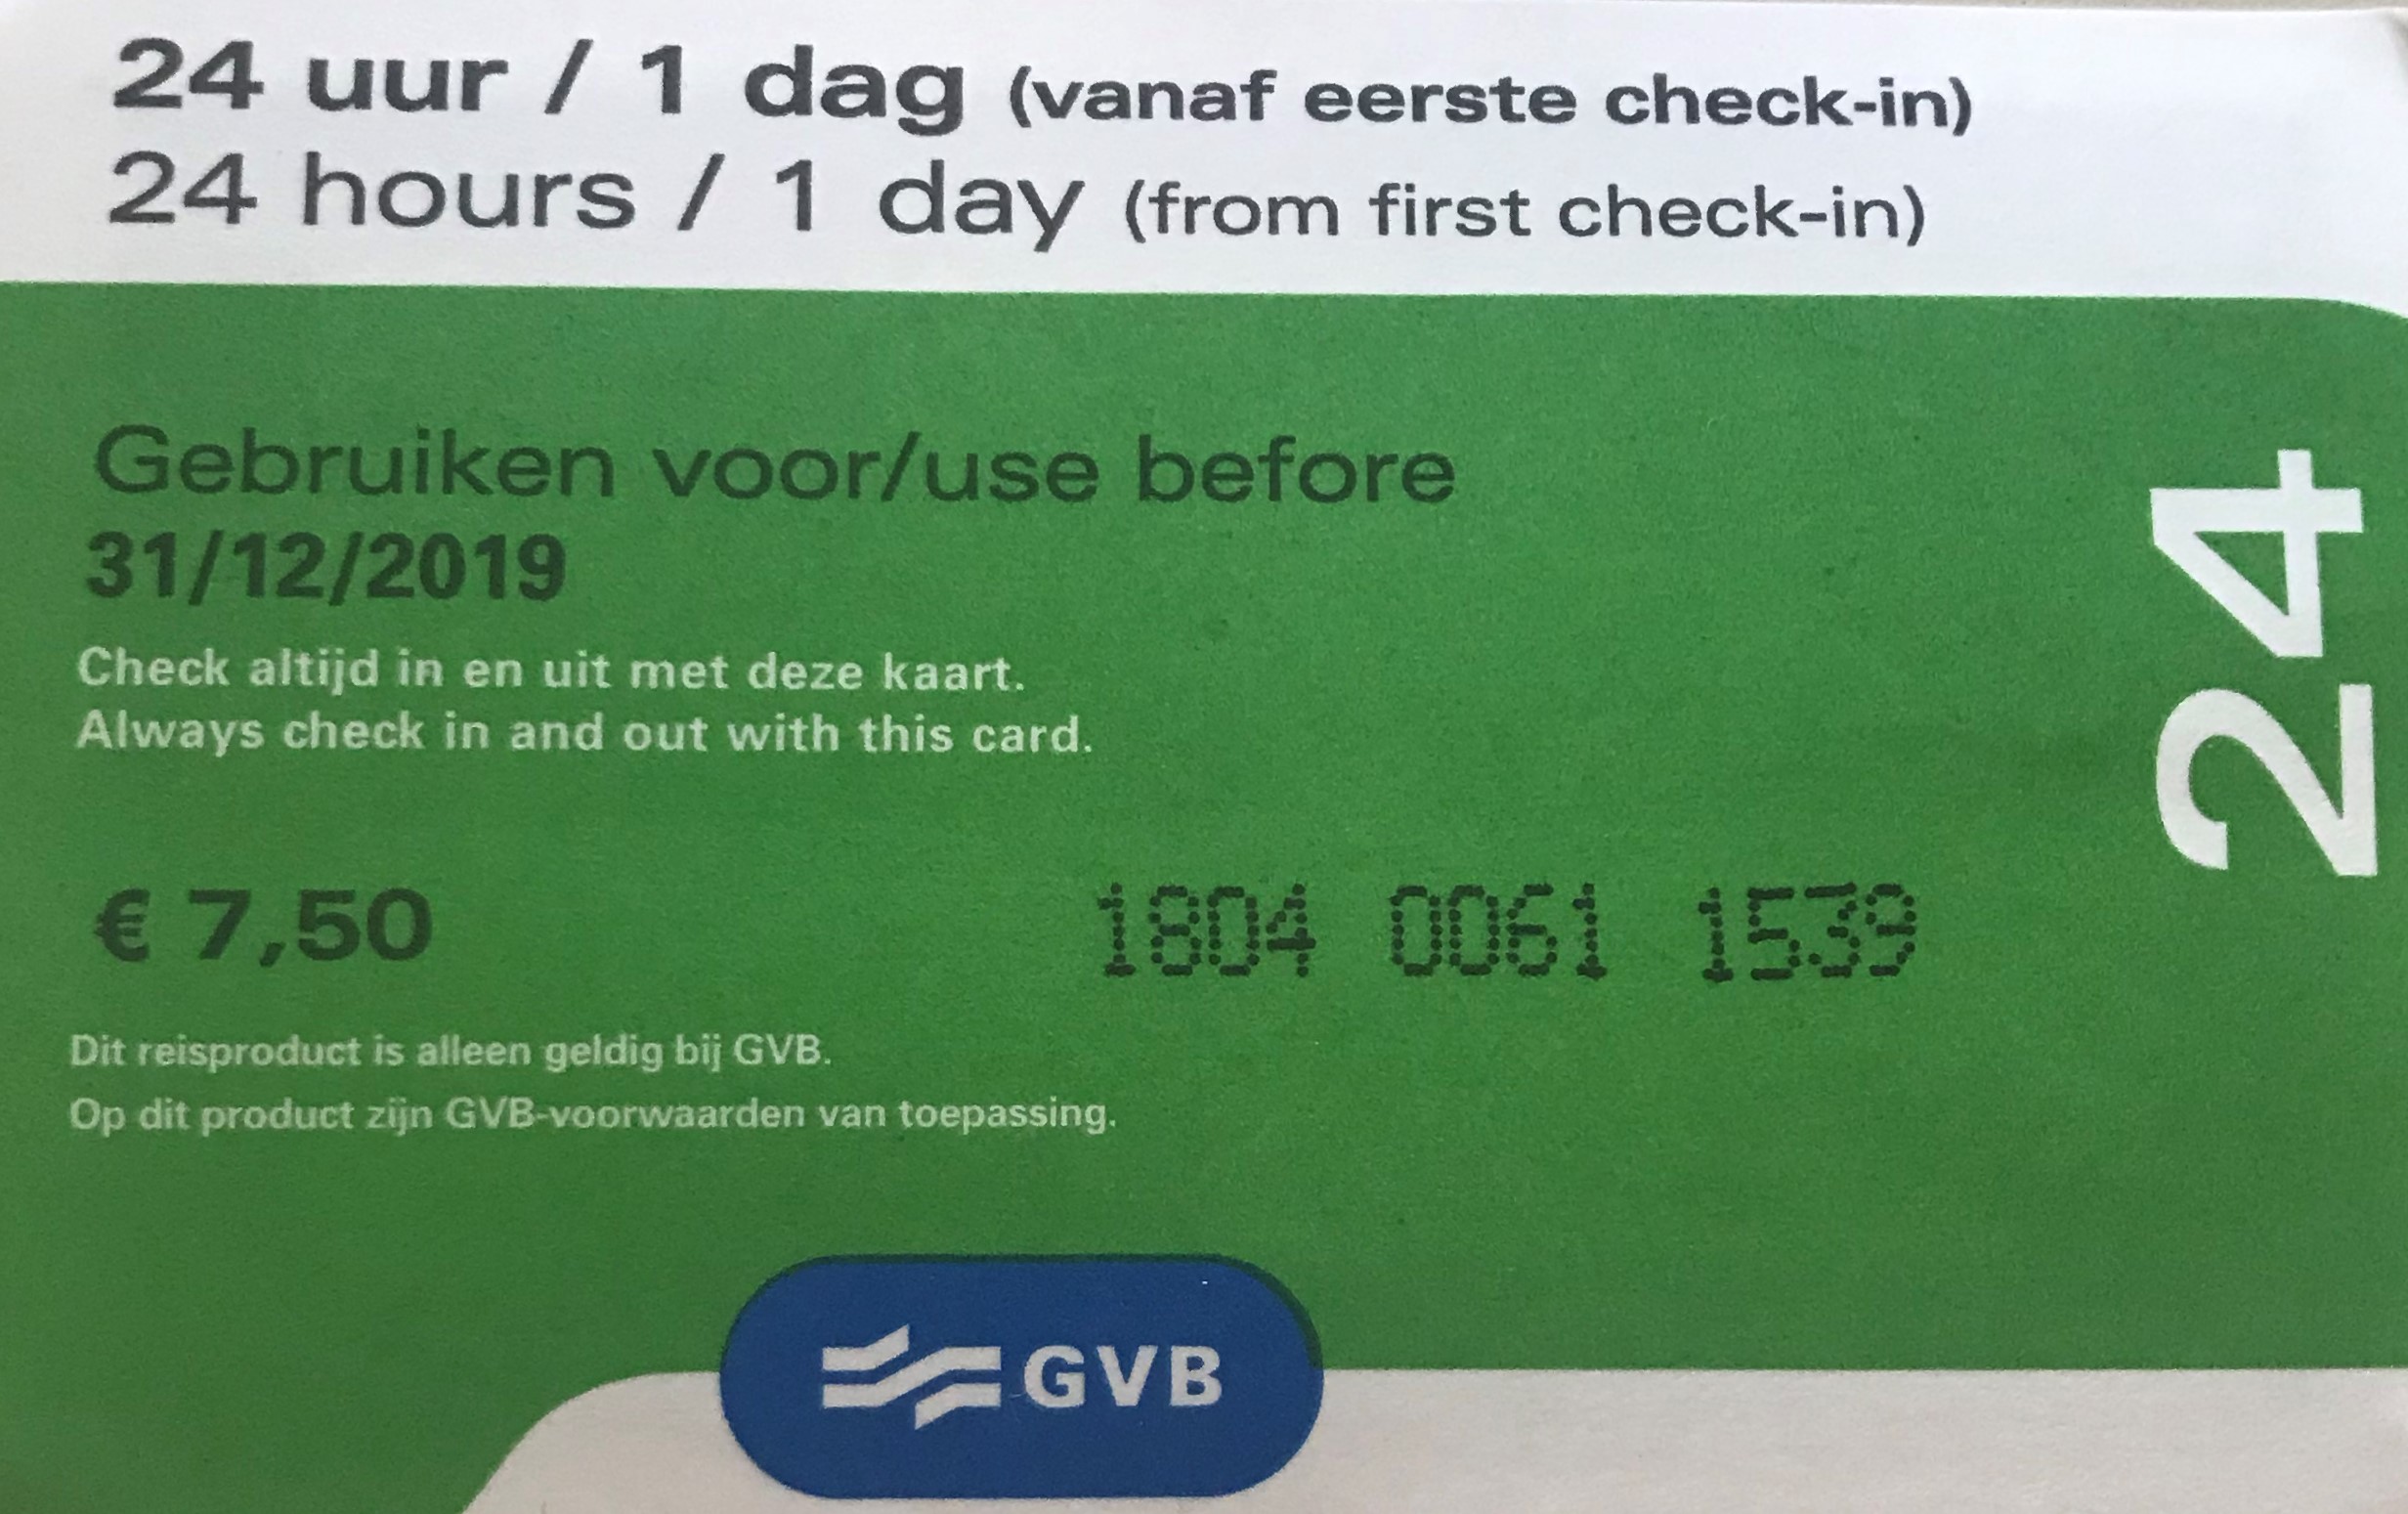 24 uur / 1 dag (vanaf eerste check-in)
24 hours / 1 day (from first check-in)
Gebruiken voor/use before
31/12/2019
Check altijd in en uit met deze kaart.
Always check in and out with this card.
24
€ 7,50 1804 0061 1539
Dit reisproduct is alleen geldig bij GVB.
Op dit product zijn GVB-voorwaarden van toepassing.
GVB